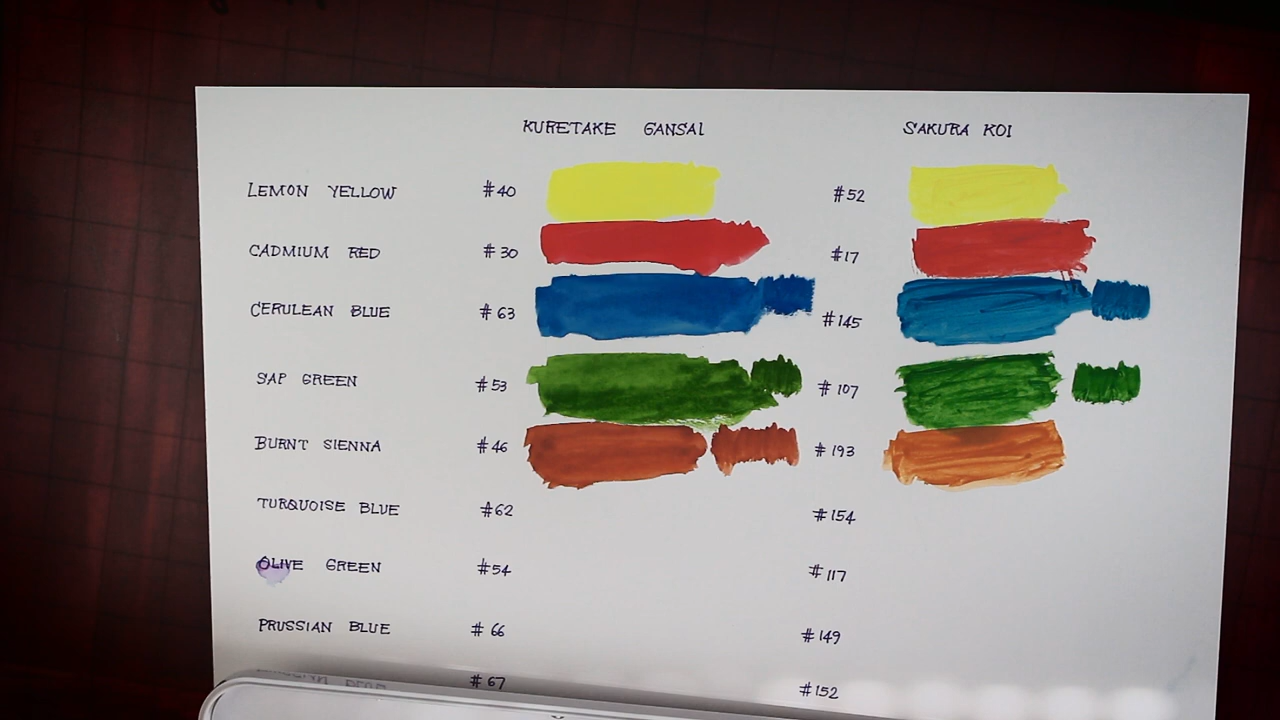 KURETAKE GANSAI SAKURA KOI
LEMON YELLOW #40 #52
CADMIUM RED #30 #17
CERULEAN BLUE #63 #145
SAP GREEN #53 #107
BURNT SIENNA #46 #193
TURQUOISE BLUE #62 #154
OLIVE GREEN #54 #117
PRUSSIAN BLUE #66 #149
#67 #152